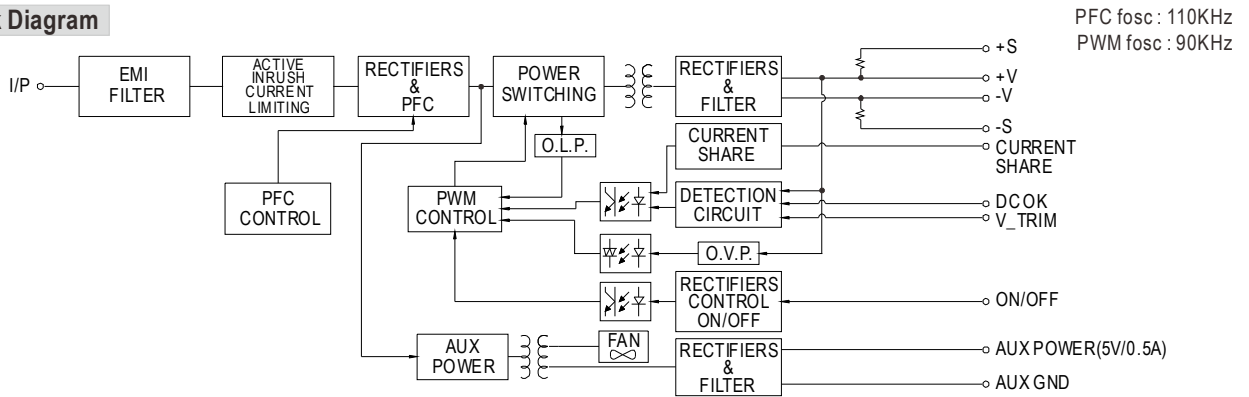 Diagram
PFC fosc : 110KHz
PWM fosc : 90KHz
I/P
EMI
FILTER
ACTIVE
INRUSH
CURRENT
LIMITING
RECTIFIERS
&
PFC
POWER
SWITCHING
RECTIFIERS
&
FILTER
+S
+V
-V
-S
O.L.P.
CURRENT
SHARE
CURRENT
SHARE
PFC
CONTROL
PWM
CONTROL
DETECTION
CIRCUIT
DCOK
V_TRIM
O.V.P.
RECTIFIERS
CONTROL
ON/OFF
ON/OFF
AUX
POWER
FAN
RECTIFIERS
&
FILTER
AUX POWER(5V/0.5A)
AUX GND